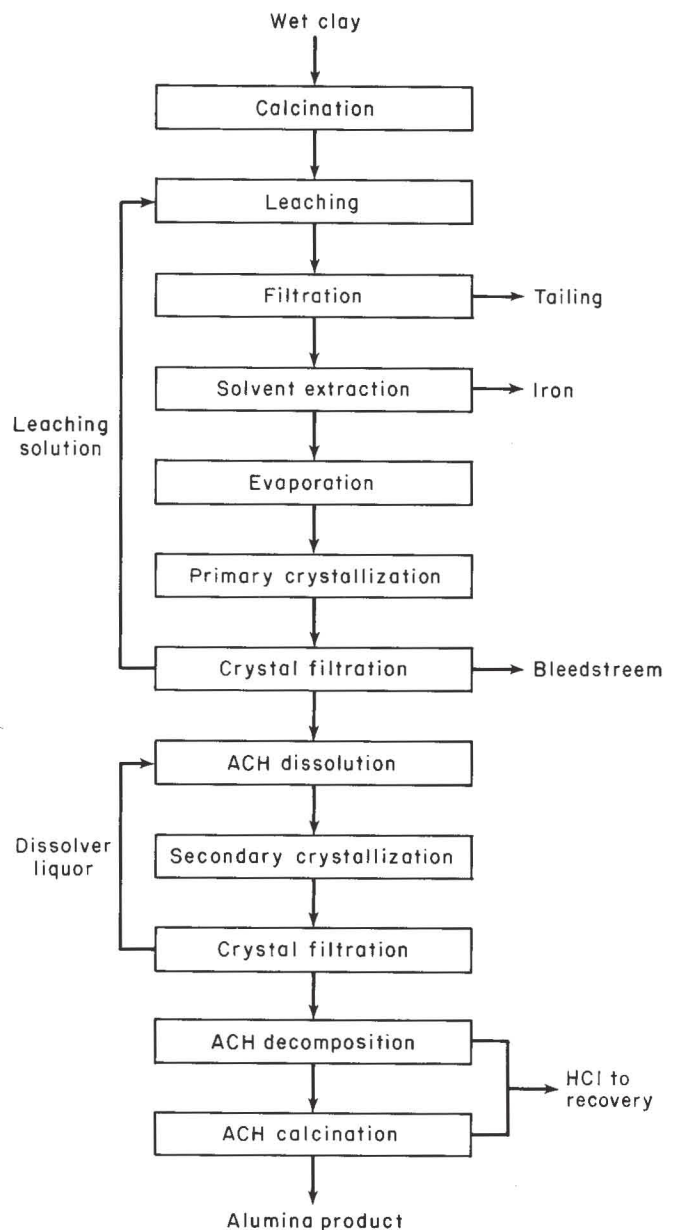 Wet clay
Calcination
Leaching
Filtration
Tailing
Solvent extraction
Iron
Leaching
solution
Evaporation
Primary crystallization
Crystal filtration
Bleedstreem
ACH dissolution
Dissolver
liquor
Secondary crystallization
Crystal filtration
ACH decomposition
HCl to
recovery
ACH calcination
Alumina product